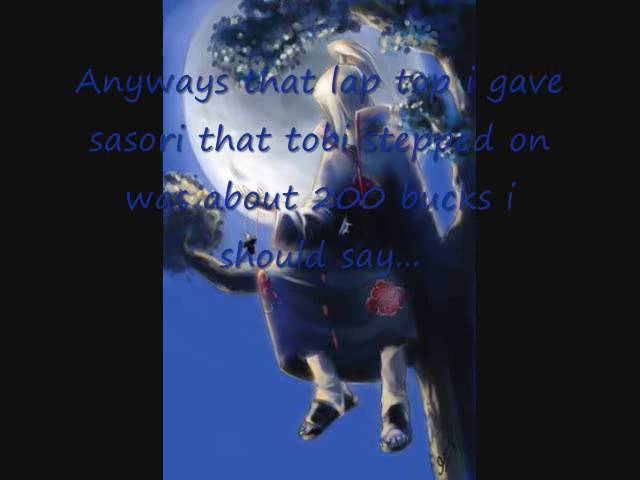 Anyways that lap top i gave
sasori that tobi stepped on
was about 200 bucks i
should say...